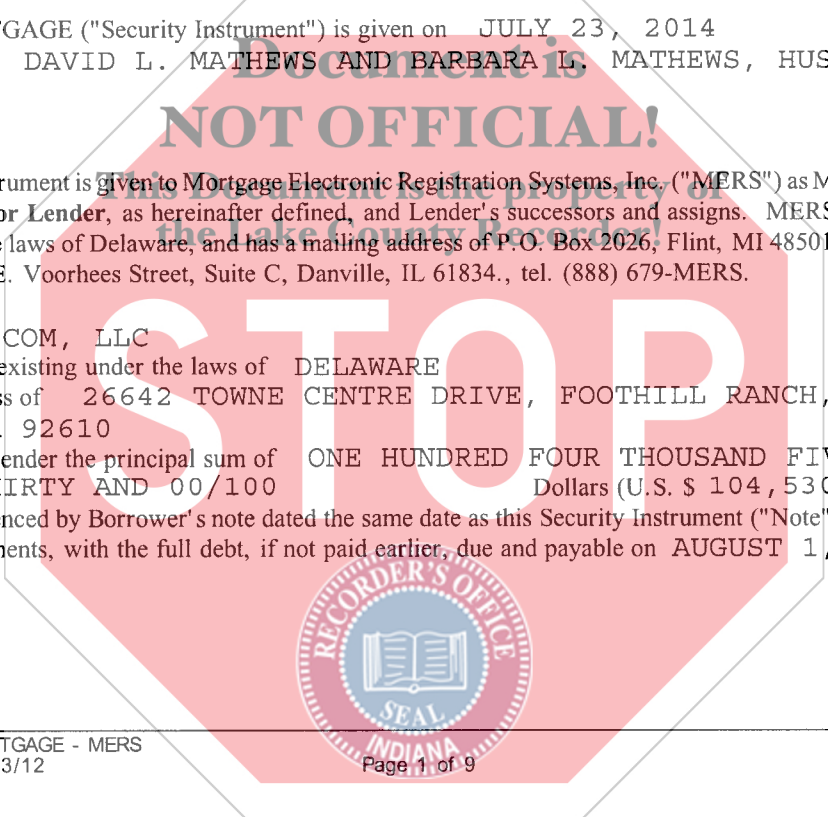 TGAGE ("Security Instrument") is given on JULY 23, 2014
Document is
DAVID L. MATHEWS AND BARBARA L. MATHEWS, HUS
NOT OFFICIAL!
rument is given to Mortgage Electronic Registration Systems, Inc. ("MERS") as M
This Document is the property of
or Lender, as hereinafter defined, and Lender's successors and assigns. MERS
the Lake County Recorder!
e laws of Delaware, and has a mailing address of P.O. Box 2026, Flint, MI 48501
E. Voorhees Street, Suite C, Danville, IL 61834., tel. (888) 679-MERS.
STOP
COM, LLC
existing under the laws of DELAWARE
ss of 26642 TOWNE CENTRE DRIVE, FOOTHILL RANCH,
92610
ender the principal sum of ONE HUNDRED FOUR THOUSAND FIV
HIRTY AND 00/100 Dollars (U.S. $ 104,530
nced by Borrower's note dated the same date as this Security Instrument ("Note"
ments, with the full debt, if not paid earlier, due and payable on AUGUST 1,
RECORDER'S OFFICE
SEAL
INDIANA
TGAGE - MERS
3/12
Page 1 of 9